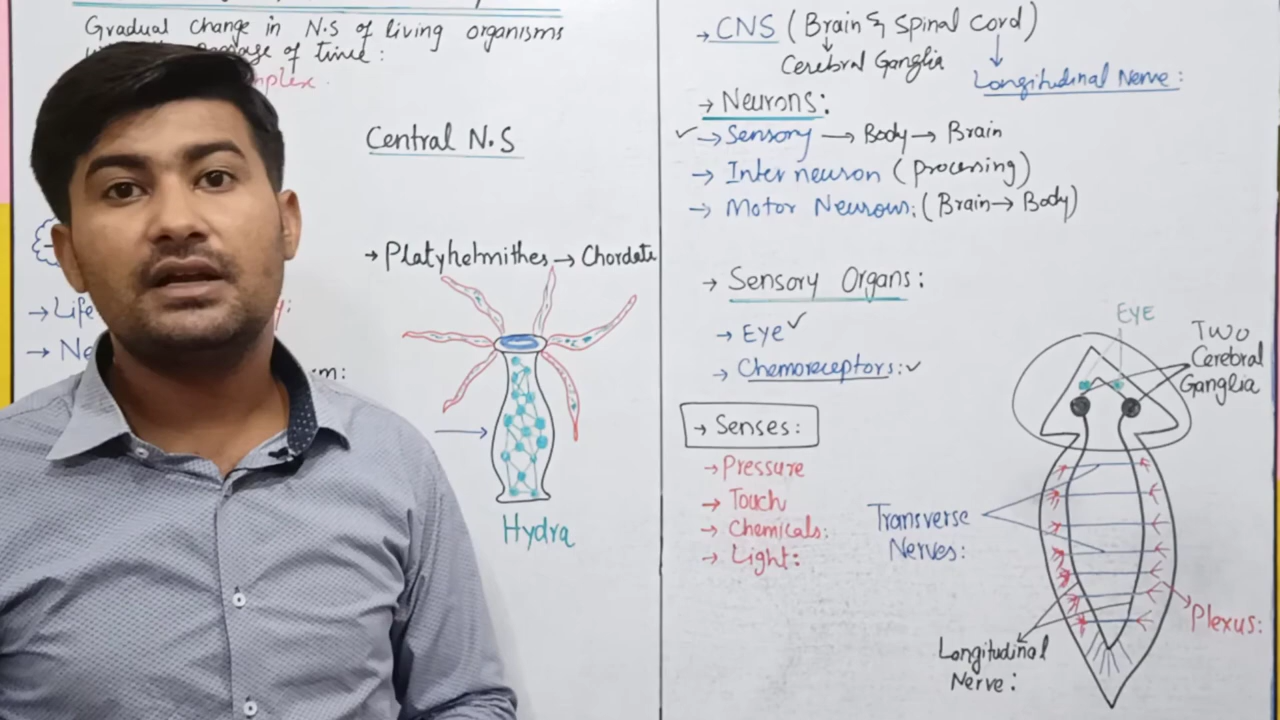 Gradual change in N.S of living organisms
of time:
Central N.S
→ Platyhelmithes → Chordate
→ Life
→ Ne
Hydra
→ CNS (Brain & Spinal Cord)
Cerebral Ganglia
Longitudinal Nerve:
→ Neurons:
✓ → Sensory → Body → Brain
→ Inter neuron (processing)
→ Motor Neurons: (Brain → Body)
→ Sensory Organs:
→ Eye ✓
→ Chemoreceptors: ✓
→ Senses:
→ Pressure
→ Touch
→ Chemicals:
→ Light:
EYE
Two
Cerebral
Ganglia
Transverse
Nerves:
Plexus:
Longitudinal
Nerve: